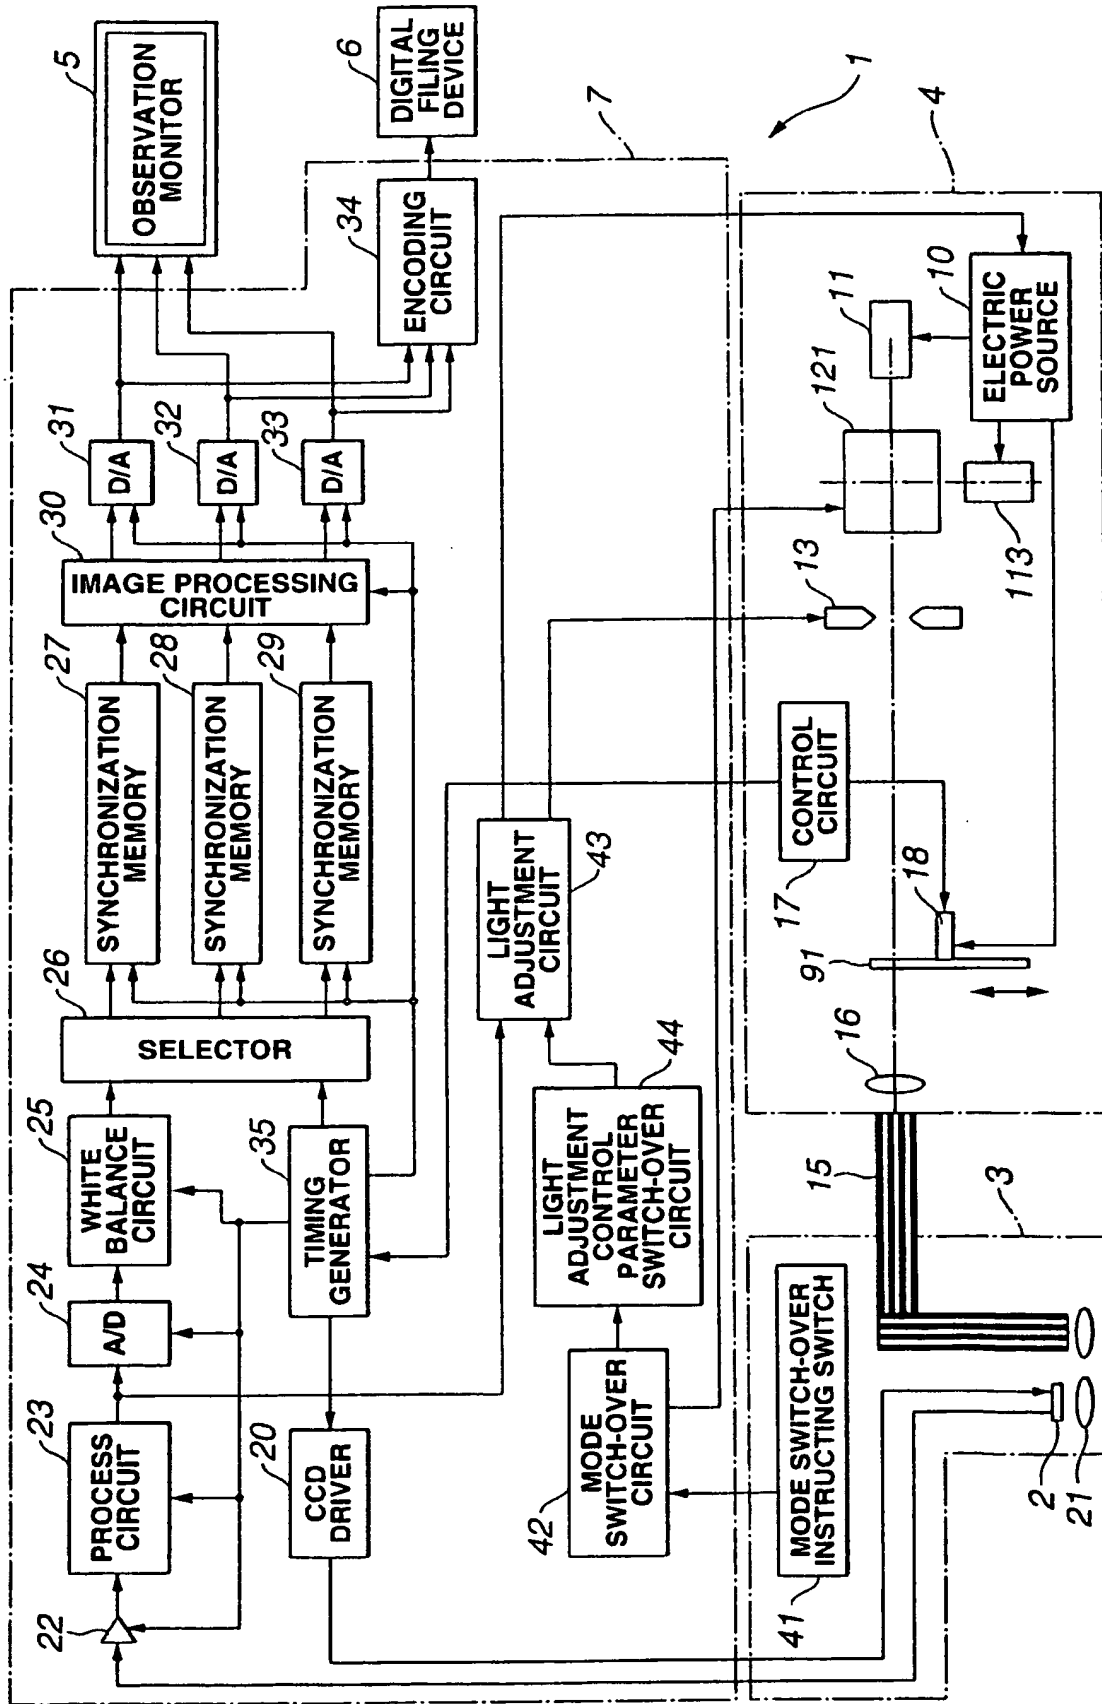 5
OBSERVATION
MONITOR
6
DIGITAL
FILING
DEVICE
7
1
4
34
ENCODING
CIRCUIT
31
D/A
32
D/A
33
D/A
30
IMAGE PROCESSING
CIRCUIT
27
SYNCHRONIZATION
MEMORY
28
SYNCHRONIZATION
MEMORY
29
SYNCHRONIZATION
MEMORY
26
SELECTOR
25
WHITE
BALANCE
CIRCUIT
24
A/D
23
PROCESS
CIRCUIT
22
35
TIMING
GENERATOR
20
CCD
DRIVER
LIGHT
ADJUSTMENT
CIRCUIT
43
LIGHT
ADJUSTMENT
CONTROL
PARAMETER
SWITCH-OVER
CIRCUIT
44
MODE
SWITCH-OVER
CIRCUIT
42
MODE SWITCH-OVER
INSTRUCTING SWITCH
41
10
ELECTRIC
POWER
SOURCE
11
121
113
13
CONTROL
CIRCUIT
17
18
91
16
15
3
2
21